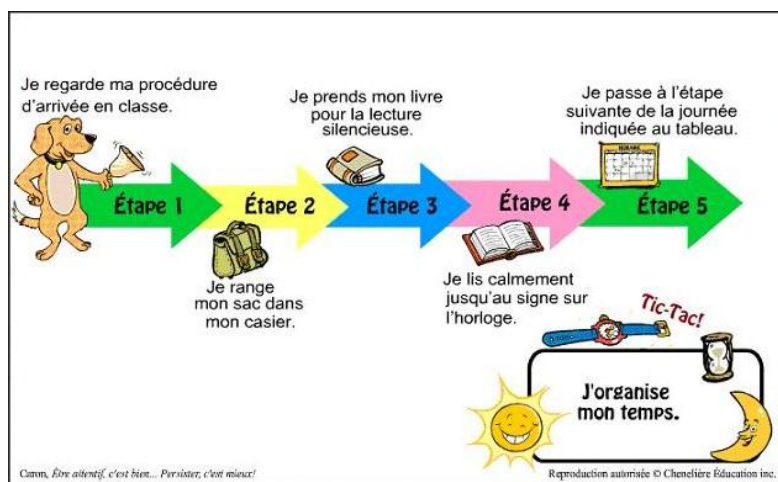 Je regarde ma procédure
d'arrivée en classe.
Je prends mon livre
pour la lecture
silencieuse.
Je passe à l'étape
suivante de la journée
indiquée au tableau.
Étape 1
Étape 2
Étape 3
Étape 4
Étape 5
Je range
mon sac dans
mon casier.
Je lis calmement
jusqu'au signe sur
l'horloge.
Tic-Tac!
J'organise
mon temps.
Caron, Être attentif, c'est bien... Persister, c'est mieux!
Reproduction autorisée © Chenelière Éducation inc.